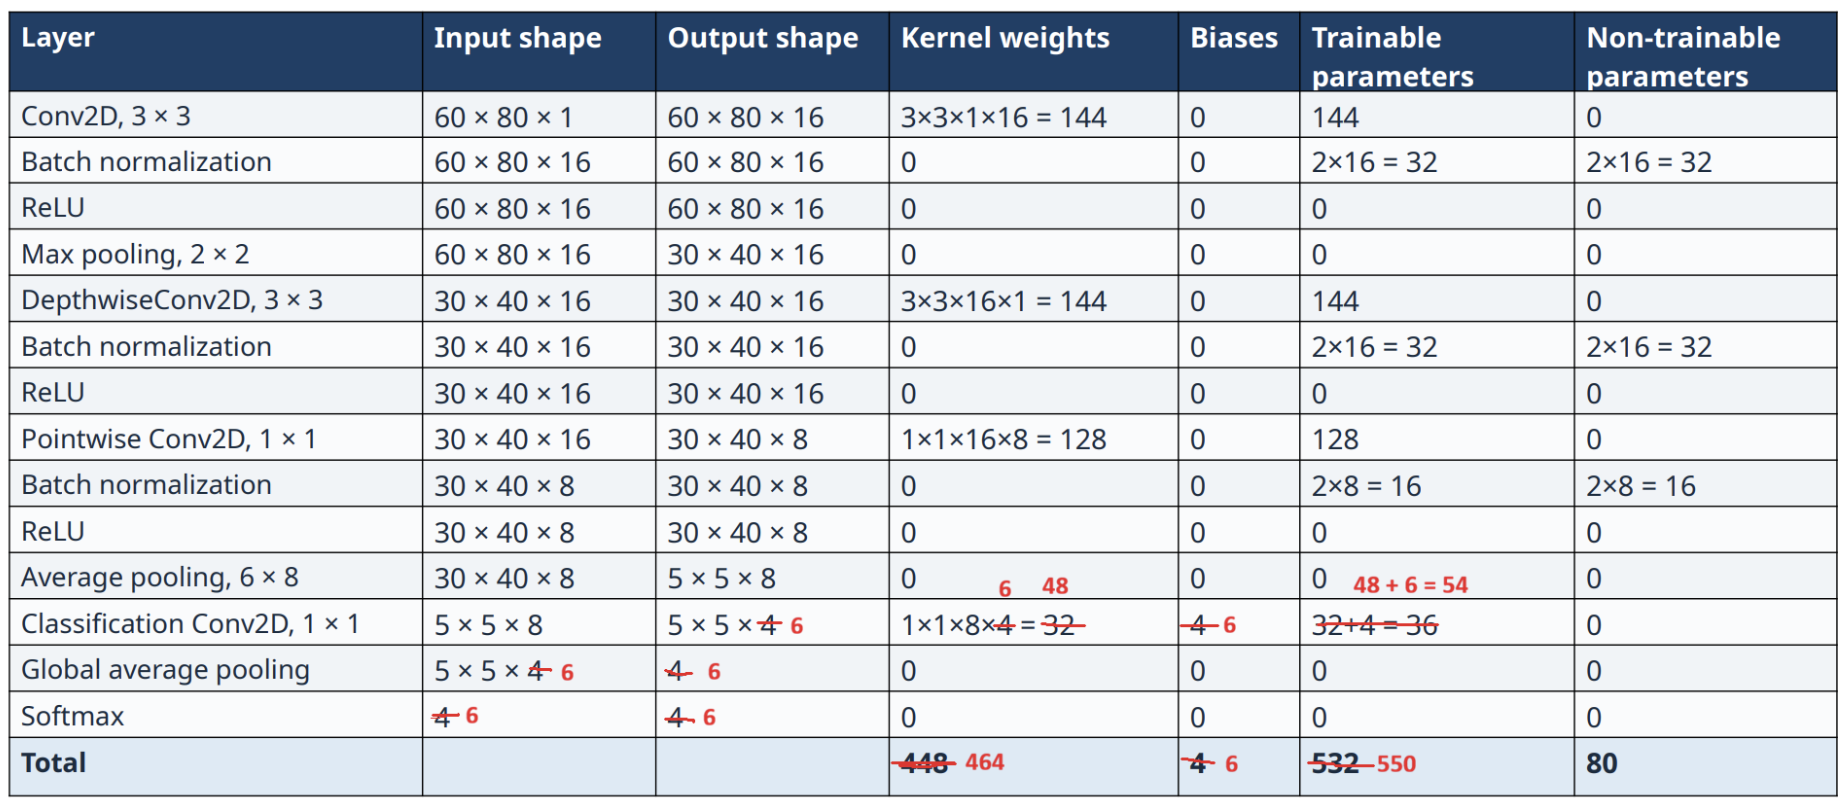 Layer Input shape Output shape Kernel weights Biases Trainable parameters Non-trainable parameters
Conv2D, 3 × 3 60 × 80 × 1 60 × 80 × 16 3×3×1×16 = 144 0 144 0
Batch normalization 60 × 80 × 16 60 × 80 × 16 0 0 2×16 = 32 2×16 = 32
ReLU 60 × 80 × 16 60 × 80 × 16 0 0 0 0
Max pooling, 2 × 2 60 × 80 × 16 30 × 40 × 16 0 0 0 0
DepthwiseConv2D, 3 × 3 30 × 40 × 16 30 × 40 × 16 3×3×16×1 = 144 0 144 0
Batch normalization 30 × 40 × 16 30 × 40 × 16 0 0 2×16 = 32 2×16 = 32
ReLU 30 × 40 × 16 30 × 40 × 16 0 0 0 0
Pointwise Conv2D, 1 × 1 30 × 40 × 16 30 × 40 × 8 1×1×16×8 = 128 0 128 0
Batch normalization 30 × 40 × 8 30 × 40 × 8 0 0 2×8 = 16 2×8 = 16
ReLU 30 × 40 × 8 30 × 40 × 8 0 0 0 0
Average pooling, 6 × 8 30 × 40 × 8 5 × 5 × 8 0 0 0 0
6 48 48 + 6 = 54
Classification Conv2D, 1 × 1 5 × 5 × 8 5 × 5 × 4 6 1×1×8×4 = 32 4 6 32+4 = 36 0
Global average pooling 5 × 5 × 4 6 4 6 0 0 0 0
Softmax 4 6 4 6 0 0 0 0
Total 448 464 4 6 532 550 80